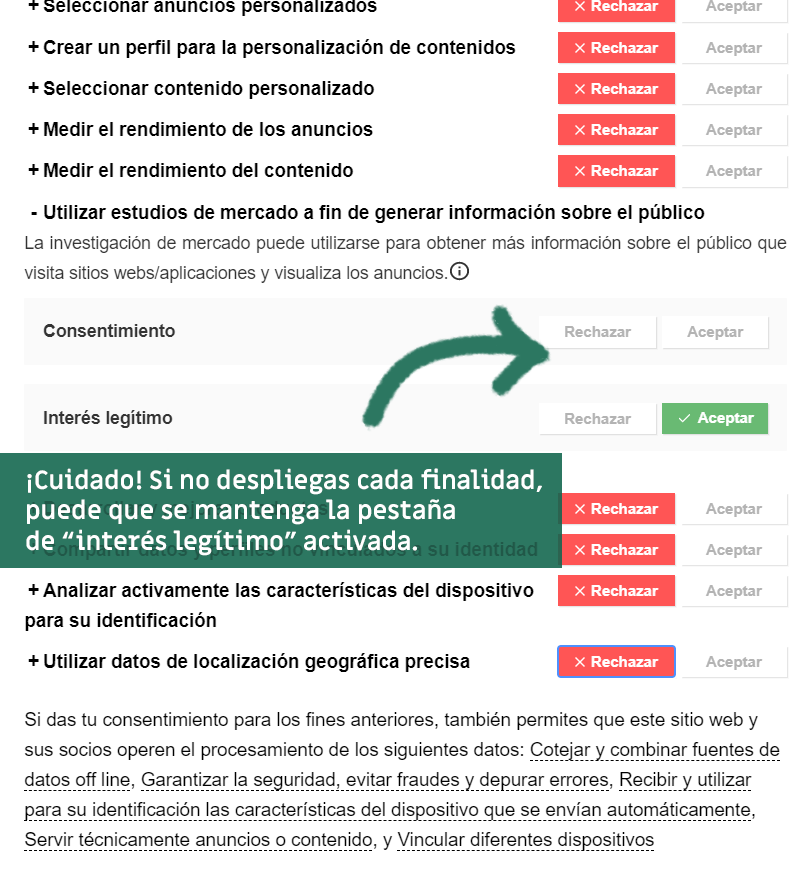 + Seleccionar anuncios personalizados × Rechazar Aceptar
+ Crear un perfil para la personalización de contenidos × Rechazar Aceptar
+ Seleccionar contenido personalizado × Rechazar Aceptar
+ Medir el rendimiento de los anuncios × Rechazar Aceptar
+ Medir el rendimiento del contenido × Rechazar Aceptar
- Utilizar estudios de mercado a fin de generar información sobre el público
La investigación de mercado puede utilizarse para obtener más información sobre el público que
visita sitios webs/aplicaciones y visualiza los anuncios.
Consentimiento Rechazar Aceptar
Interés legítimo Rechazar ✓ Aceptar
¡Cuidado! Si no despliegas cada finalidad,
puede que se mantenga la pestaña
de “interés legítimo” activada.
× Rechazar Aceptar
+ Compartir datos y perfiles no vinculados a su identidad × Rechazar Aceptar
+ Analizar activamente las características del dispositivo × Rechazar Aceptar
para su identificación
+ Utilizar datos de localización geográfica precisa × Rechazar Aceptar
Si das tu consentimiento para los fines anteriores, también permites que este sitio web y
sus socios operen el procesamiento de los siguientes datos: Cotejar y combinar fuentes de
datos off line, Garantizar la seguridad, evitar fraudes y depurar errores, Recibir y utilizar
para su identificación las características del dispositivo que se envían automáticamente,
Servir técnicamente anuncios o contenido, y Vincular diferentes dispositivos